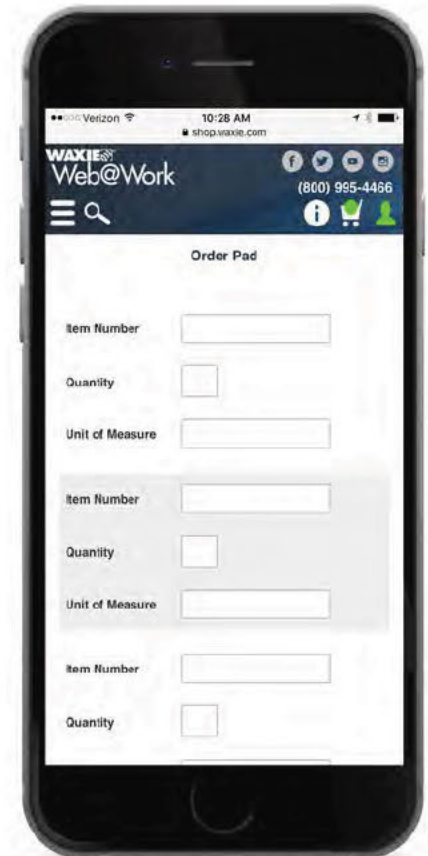 Verizon 10:28 AM
shop.waxie.com
WAXIE
Web@Work
(800) 995-4466
Order Pad
Item Number
Quantity
Unit of Measure
Item Number
Quantity
Unit of Measure
Item Number
Quantity